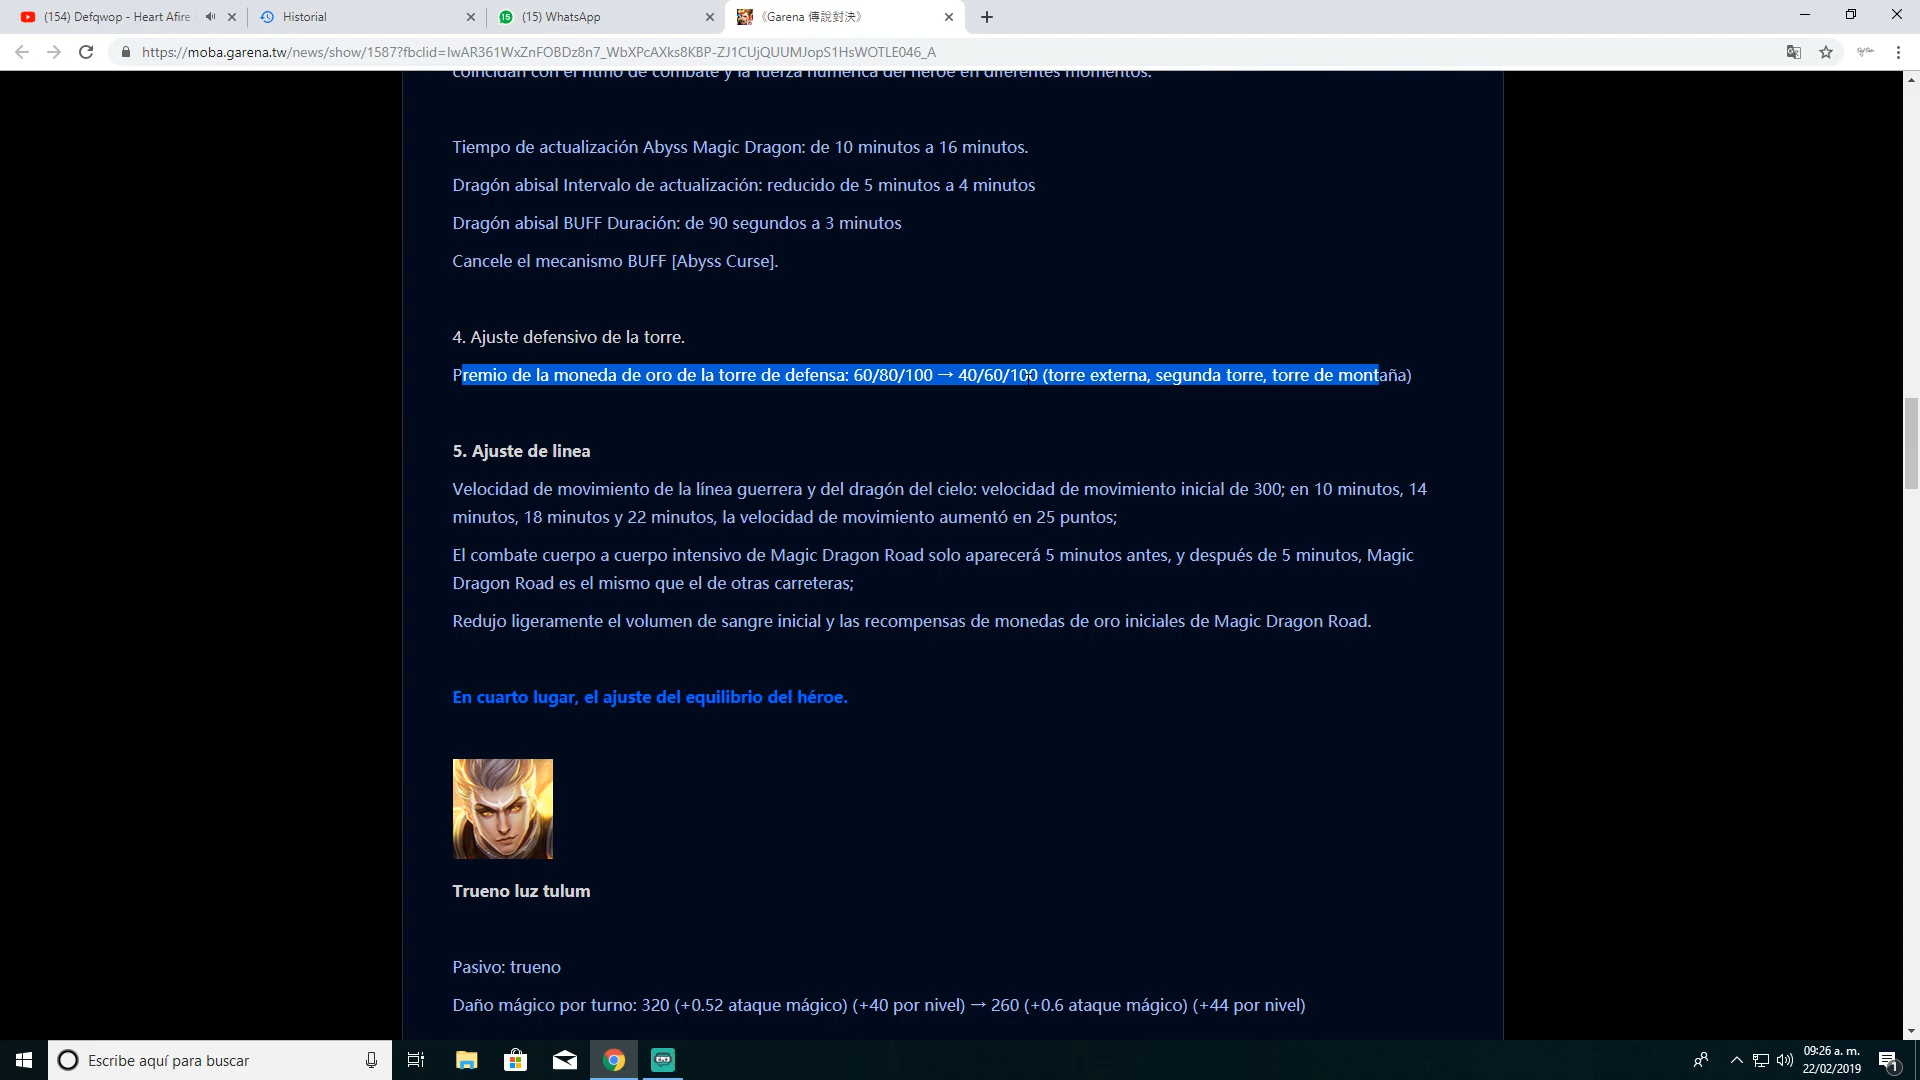 (154) Defqwop - Heart Afire
Historial
(15) WhatsApp
《Garena 傳說對決》
https://moba.garena.tw/news/show/1587?fbclid=IwAR361WxZnFOBDz8n7_WbXPcAXks8KBP-ZJ1CUjQUUMJopS1HsWOTLE046_A
coincidan con el ritmo de combate y la fuerza numérica del héroe en diferentes momentos.
Tiempo de actualización Abyss Magic Dragon: de 10 minutos a 16 minutos.
Dragón abisal Intervalo de actualización: reducido de 5 minutos a 4 minutos
Dragón abisal BUFF Duración: de 90 segundos a 3 minutos
Cancele el mecanismo BUFF [Abyss Curse].
4. Ajuste defensivo de la torre.
Premio de la moneda de oro de la torre de defensa: 60/80/100 → 40/60/100 (torre externa, segunda torre, torre de montaña)
5. Ajuste de linea
Velocidad de movimiento de la línea guerrera y del dragón del cielo: velocidad de movimiento inicial de 300; en 10 minutos, 14
minutos, 18 minutos y 22 minutos, la velocidad de movimiento aumentó en 25 puntos;
El combate cuerpo a cuerpo intensivo de Magic Dragon Road solo aparecerá 5 minutos antes, y después de 5 minutos, Magic
Dragon Road es el mismo que el de otras carreteras;
Redujo ligeramente el volumen de sangre inicial y las recompensas de monedas de oro iniciales de Magic Dragon Road.
En cuarto lugar, el ajuste del equilibrio del héroe.
Trueno luz tulum
Pasivo: trueno
Daño mágico por turno: 320 (+0.52 ataque mágico) (+40 por nivel) → 260 (+0.6 ataque mágico) (+44 por nivel)
Escribe aquí para buscar
09:26 a. m.
22/02/2019
1